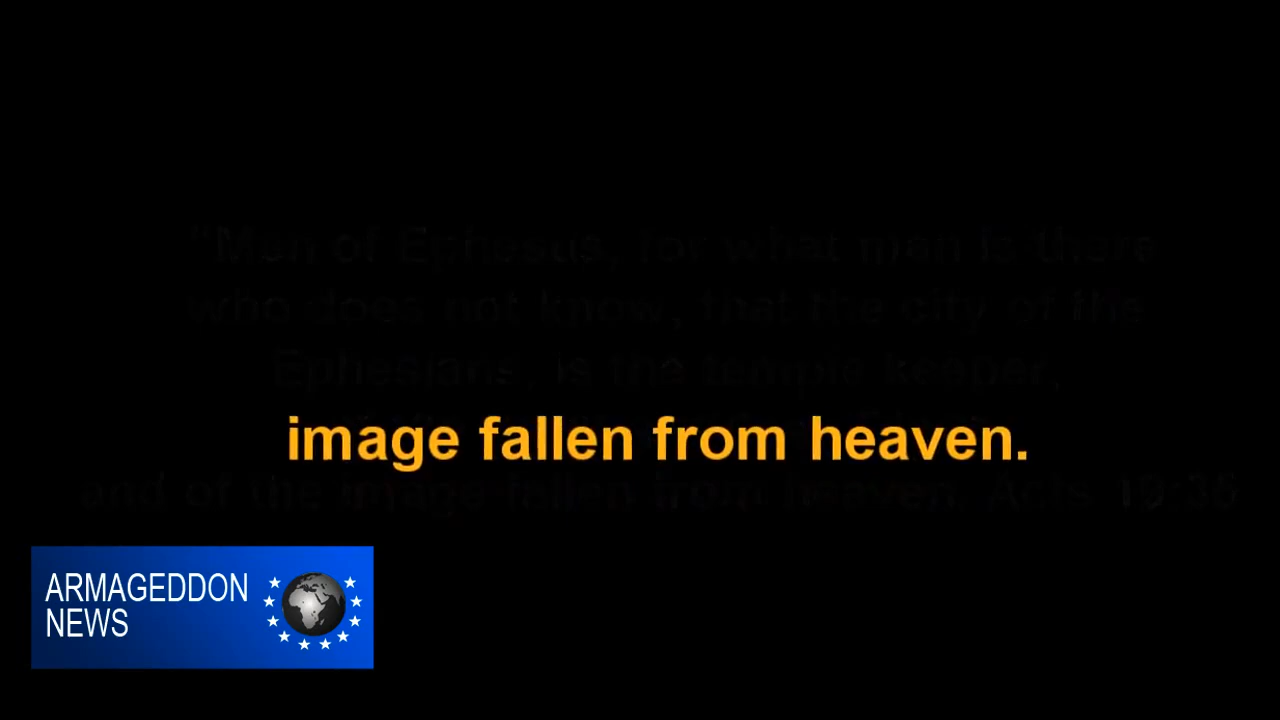 “Men of Ephesus, for what man is there
who does not know, that the city of the
Ephesians, is the temple keeper,
image fallen from heaven.
and of the image fallen from heaven. Acts 19:35
ARMAGEDDON
NEWS